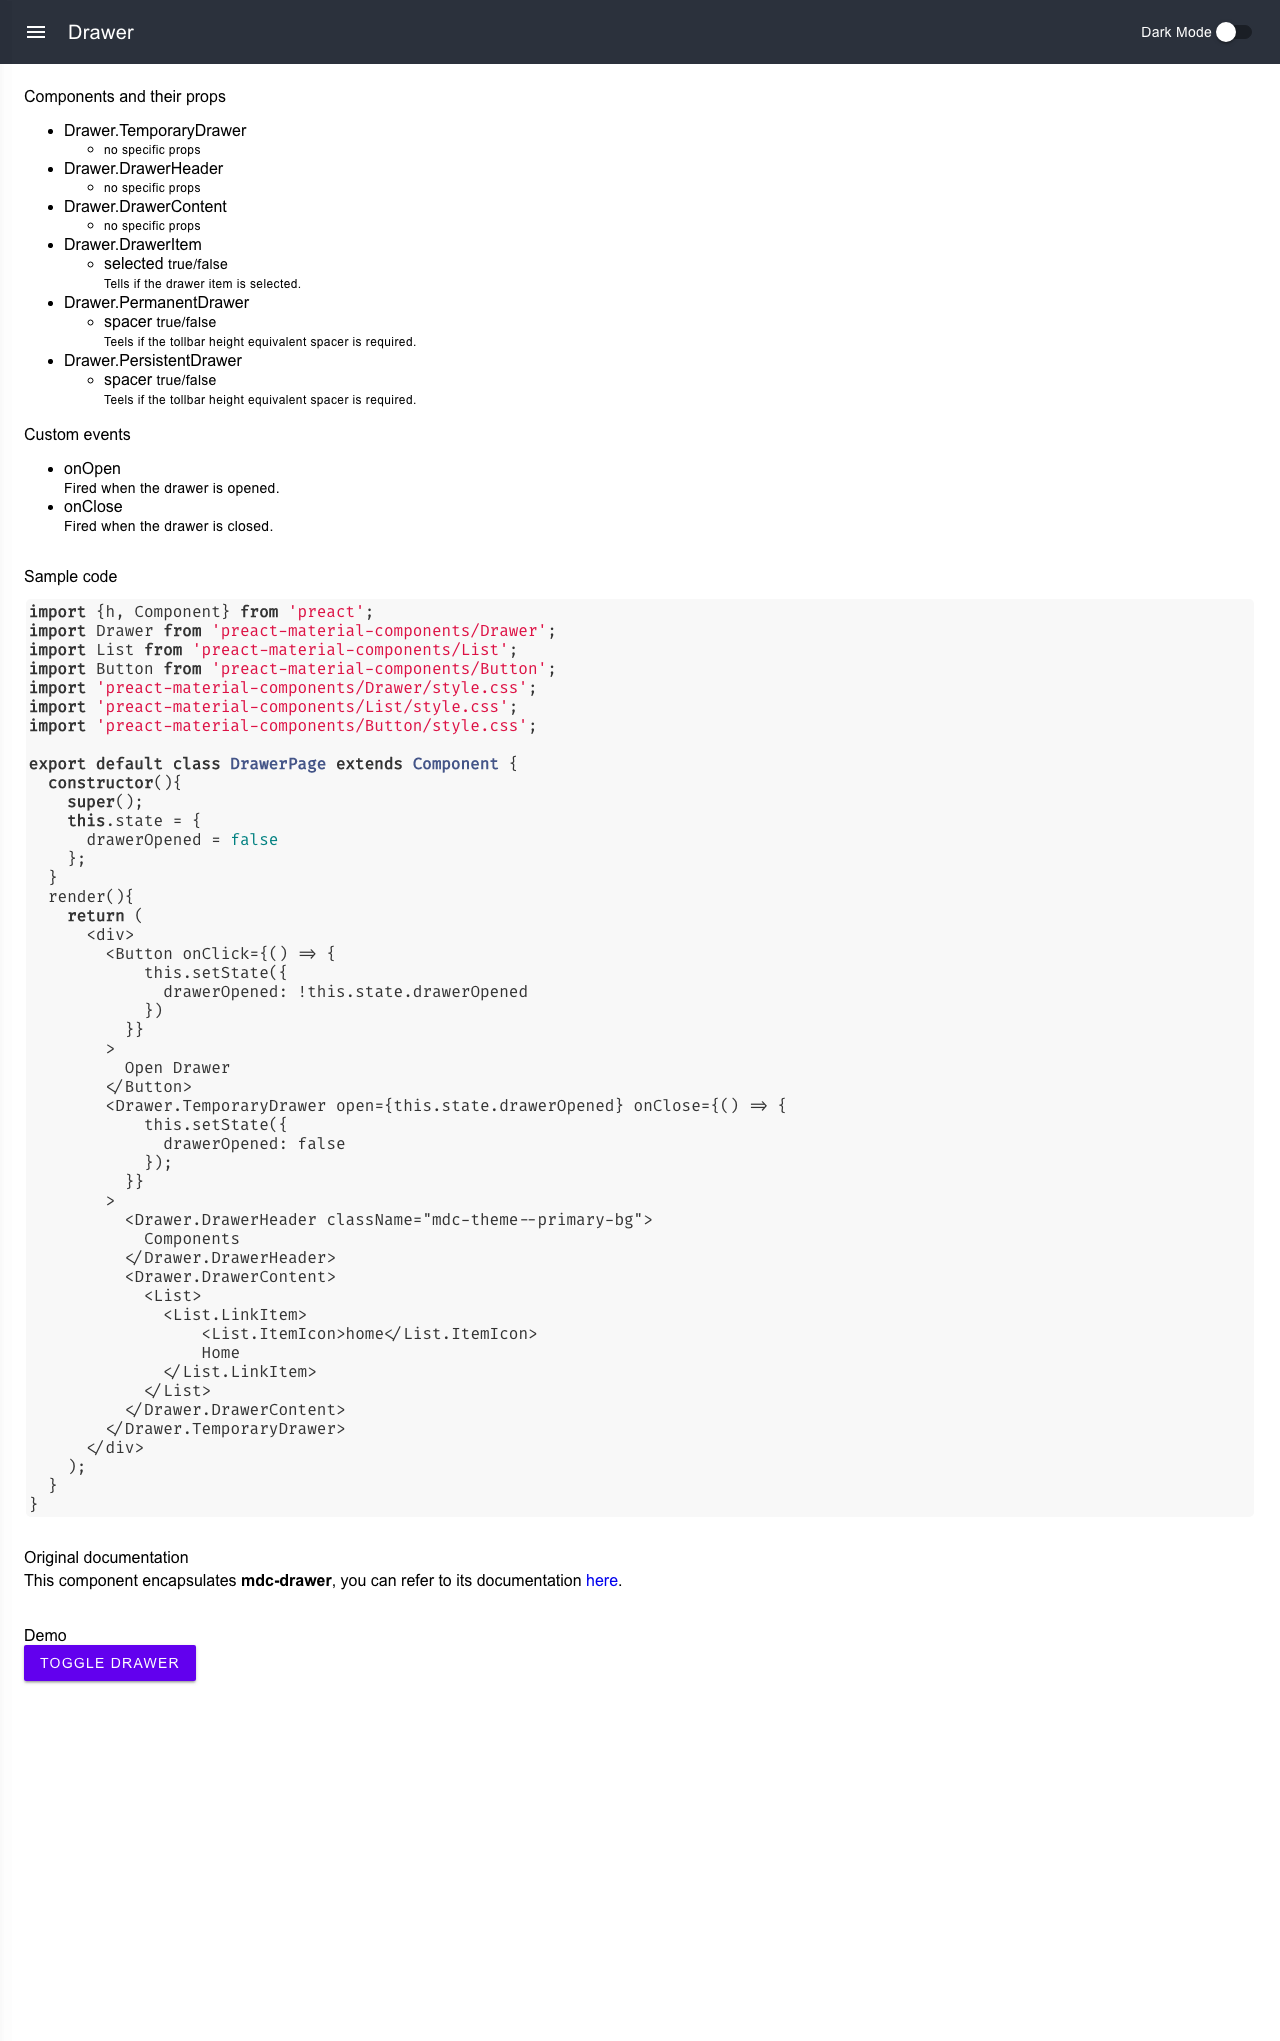 Drawer
Dark Mode
Components and their props
Drawer.TemporaryDrawer
no specific props
Drawer.DrawerHeader
no specific props
Drawer.DrawerContent
no specific props
Drawer.DrawerItem
selected true/false
Tells if the drawer item is selected.
Drawer.PermanentDrawer
spacer true/false
Teels if the tollbar height equivalent spacer is required.
Drawer.PersistentDrawer
spacer true/false
Teels if the tollbar height equivalent spacer is required.
Custom events
onOpen
Fired when the drawer is opened.
onClose
Fired when the drawer is closed.
Sample code
import {h, Component} from 'preact';
import Drawer from 'preact-material-components/Drawer';
import List from 'preact-material-components/List';
import Button from 'preact-material-components/Button';
import 'preact-material-components/Drawer/style.css';
import 'preact-material-components/List/style.css';
import 'preact-material-components/Button/style.css';
export default class DrawerPage extends Component {
  constructor(){
    super();
    this.state = {
      drawerOpened = false
    };
  }
  render(){
    return (
      <div>
        <Button onClick={() => {
            this.setState({
              drawerOpened: !this.state.drawerOpened
            })
          }}
        >
          Open Drawer
        </Button>
        <Drawer.TemporaryDrawer open={this.state.drawerOpened} onClose={() => {
            this.setState({
              drawerOpened: false
            });
          }}
        >
          <Drawer.DrawerHeader className="mdc-theme--primary-bg">
            Components
          </Drawer.DrawerHeader>
          <Drawer.DrawerContent>
            <List>
              <List.LinkItem>
                  <List.ItemIcon>home</List.ItemIcon>
                  Home
              </List.LinkItem>
            </List>
          </Drawer.DrawerContent>
        </Drawer.TemporaryDrawer>
      </div>
    );
  }
}
Original documentation
This component encapsulates mdc-drawer, you can refer to its documentation here.
Demo
TOGGLE DRAWER